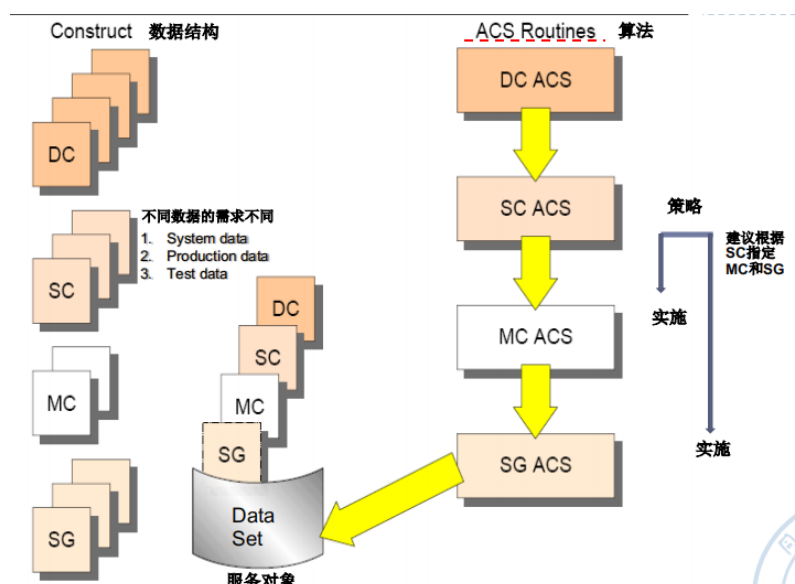 Construct 数据结构
DC
不同数据的需求不同
1. System data
2. Production data
3. Test data
SC
MC
SG
DC
SC
MC
SG
Data
Set
服务对象
ACS Routines 算法
DC ACS
SC ACS
MC ACS
SG ACS
策略
建议根据
SC指定
MC和SG
实施
实施